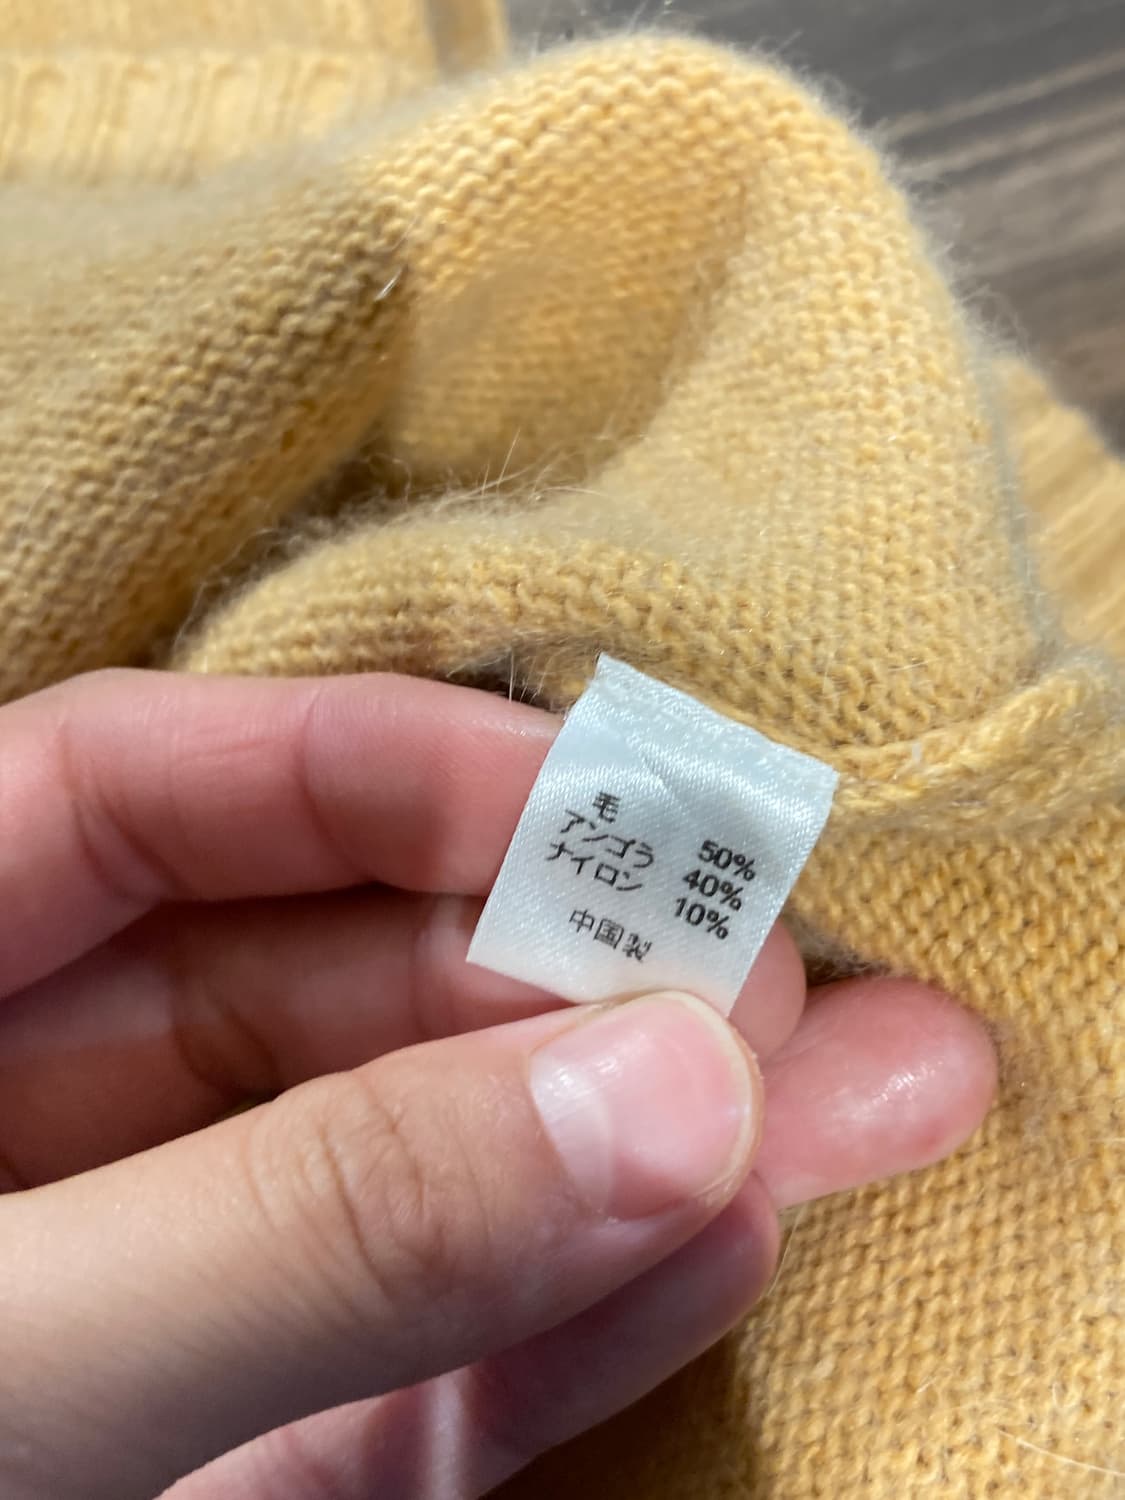 毛 50%
アンゴラ 40%
ナイロン 10%
中国製